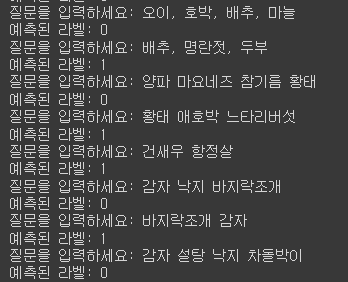 질문을 입력하세요: 오이, 호박, 배추, 마늘
예측된 라벨: 0
질문을 입력하세요: 배추, 명란젓, 두부
예측된 라벨: 1
질문을 입력하세요: 양파 마요네즈 참기름 황태
예측된 라벨: 0
질문을 입력하세요: 황태 애호박 느타리버섯
예측된 라벨: 1
질문을 입력하세요: 건새우 항정살
예측된 라벨: 1
질문을 입력하세요: 감자 낙지 바지락조개
예측된 라벨: 0
질문을 입력하세요: 바지락조개 감자
예측된 라벨: 1
질문을 입력하세요: 감자 설탕 낙지 차돌박이
예측된 라벨: 0